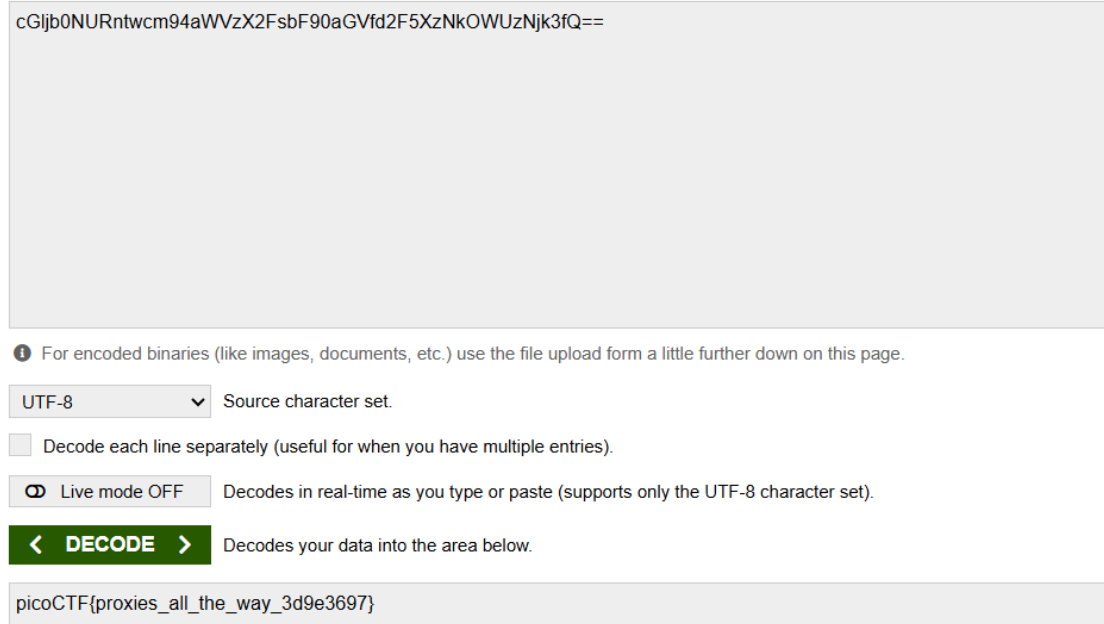 cGljb0NURntwcm94aWVzX2FsbF90aGVfd2F5XzNkOWUzNjk3fQ==
For encoded binaries (like images, documents, etc.) use the file upload form a little further down on this page.
UTF-8 Source character set.
Decode each line separately (useful for when you have multiple entries).
Live mode OFF Decodes in real-time as you type or paste (supports only the UTF-8 character set).
< DECODE > Decodes your data into the area below.
picoCTF{proxies_all_the_way_3d9e3697}